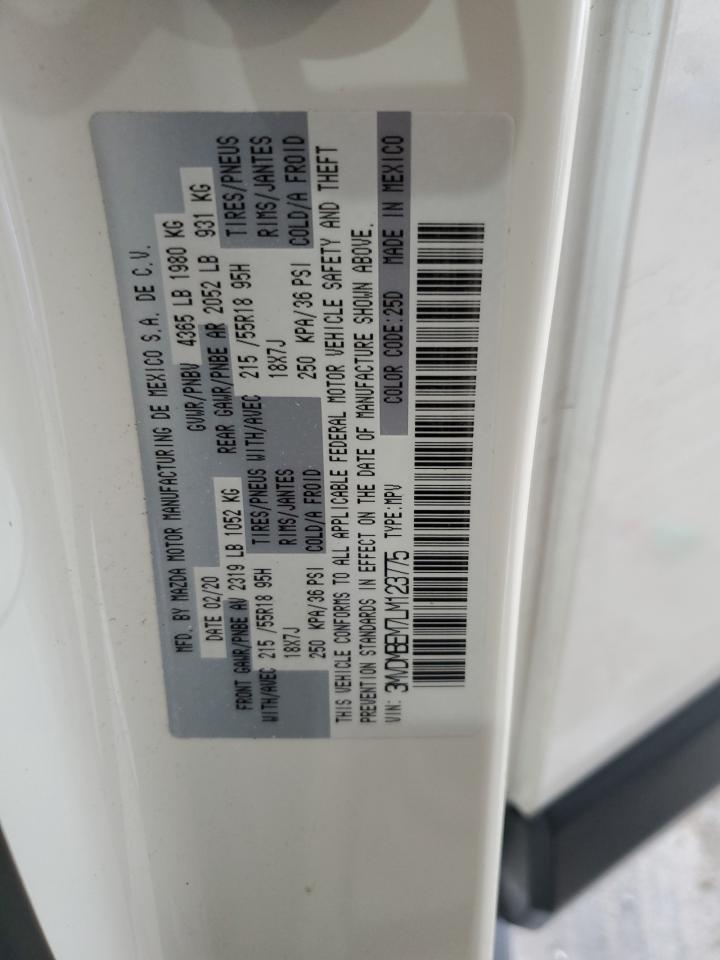 MFD. BY MAZDA MOTOR MANUFACTURING DE MEXICO S.A. DE C.V.
DATE 02/20 GVWR/PNBV 4365 LB 1980 KG
FRONT GAWR/PNBE AV 2319 LB 1052 KG REAR GAWR/PNBE AR 2052 LB 931 KG
WITH/AVEC 215 /55R18 95H TIRES/PNEUS WITH/AVEC 215 /55R18 95H TIRES/PNEUS
18X7J RIMS/JANTES 18X7J RIMS/JANTES
250 KPA/36 PSI COLD/A FROID 250 KPA/36 PSI COLD/A FROID
THIS VEHICLE CONFORMS TO ALL APPLICABLE FEDERAL MOTOR VEHICLE SAFETY AND THEFT
PREVENTION STANDARDS IN EFFECT ON THE DATE OF MANUFACTURE SHOWN ABOVE.
VIN: 3MVDMBEM7LM123775 TYPE:MPV COLOR CODE:25D MADE IN MEXICO